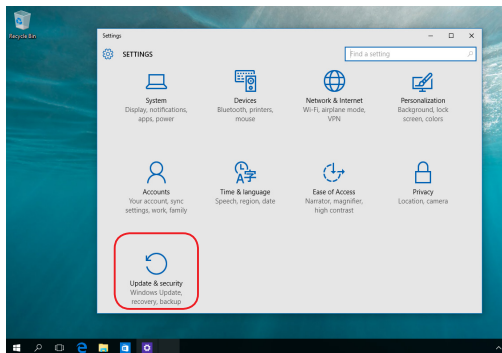 Recycle Bin
Settings
SETTINGS
Find a setting
System
Display, notifications,
apps, power
Devices
Bluetooth, printers,
mouse
Network & Internet
Wi-Fi, airplane mode,
VPN
Personalization
Background, lock
screen, colors
Accounts
Your account, sync
settings, work, family
Time & language
Speech, region, date
Ease of Access
Narrator, magnifier,
high contrast
Privacy
Location, camera
Update & security
Windows Update,
recovery, backup